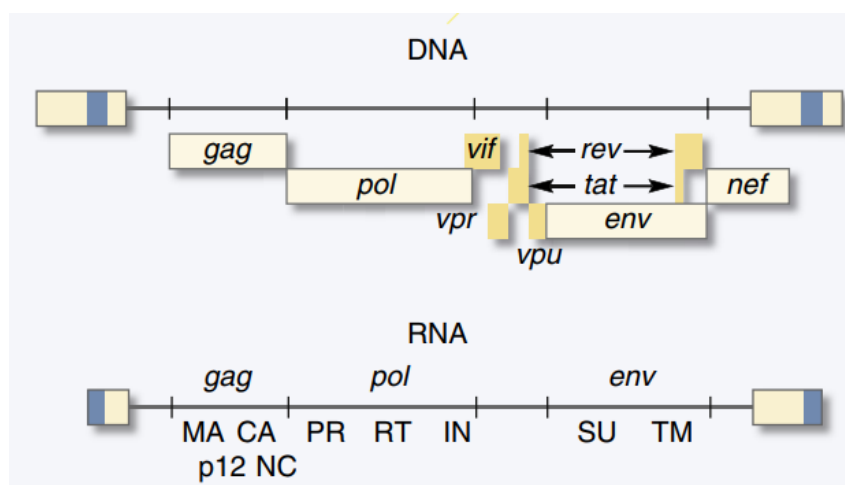 DNA
gag
vif
rev
pol
tat
nef
vpr
env
vpu
RNA
gag pol env
MA CA PR RT IN SU TM
p12 NC